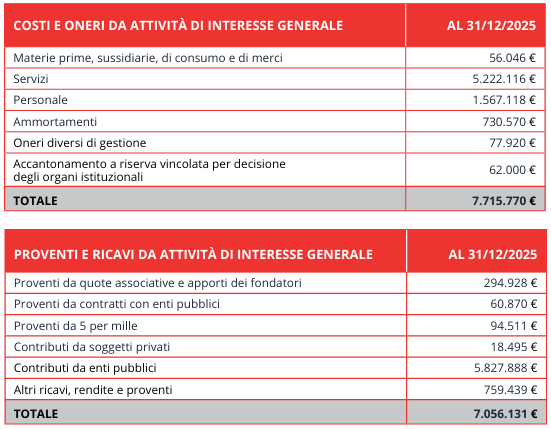 COSTI E ONERI DA ATTIVITÀ DI INTERESSE GENERALE AL 31/12/2025
Materie prime, sussidiarie, di consumo e di merci 56.046 €
Servizi 5.222.116 €
Personale 1.567.118 €
Ammortamenti 730.570 €
Oneri diversi di gestione 77.920 €
Accantonamento a riserva vincolata per decisione
degli organi istituzionali 62.000 €
TOTALE 7.715.770 €
PROVENTI E RICAVI DA ATTIVITÀ DI INTERESSE GENERALE AL 31/12/2025
Proventi da quote associative e apporti dei fondatori 294.928 €
Proventi da contratti con enti pubblici 60.870 €
Proventi da 5 per mille 94.511 €
Contributi da soggetti privati 18.495 €
Contributi da enti pubblici 5.827.888 €
Altri ricavi, rendite e proventi 759.439 €
TOTALE 7.056.131 €